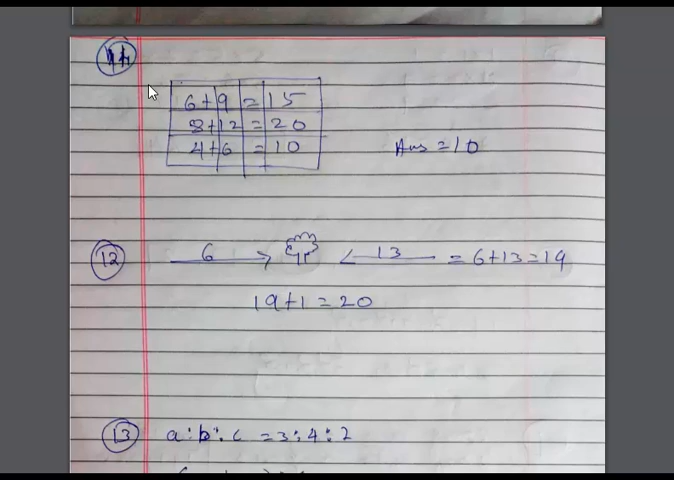 11
6+9 = 15
8+12 = 20
4+6 = 10
Ans = 10
12
6 13 = 6+13=19
19+1=20
13 a:b:c = 3:4:2